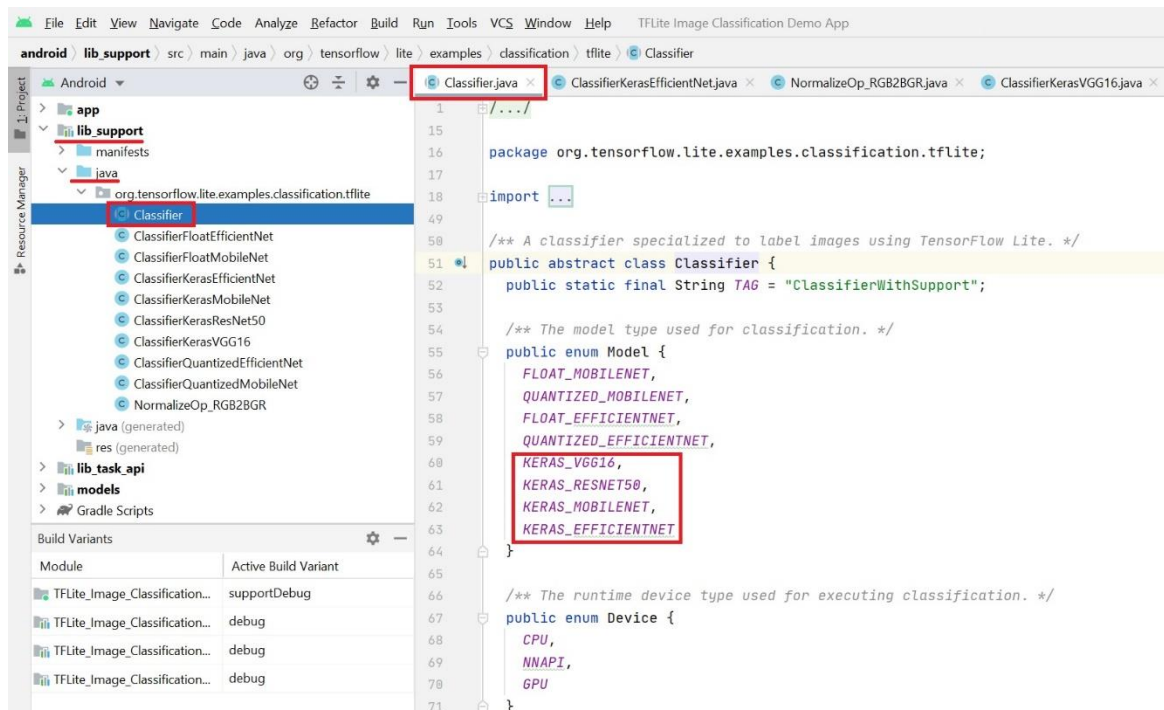 File Edit View Navigate Code Analyze Refactor Build Run Tools VCS Window Help TFLite Image Classification Demo App
android lib_support src main java org tensorflow lite examples classification tflite Classifier
1: Project
Resource Manager
Android
app
lib_support
manifests
java
org.tensorflow.lite.examples.classification.tflite
Classifier
ClassifierFloatEfficientNet
ClassifierFloatMobileNet
ClassifierKerasEfficientNet
ClassifierKerasMobileNet
ClassifierKerasResNet50
ClassifierKerasVGG16
ClassifierQuantizedEfficientNet
ClassifierQuantizedMobileNet
NormalizeOp_RGB2BGR
java (generated)
res (generated)
lib_task_api
models
Gradle Scripts
Build Variants
Module Active Build Variant
TFLite_Image_Classification... supportDebug
TFLite_Image_Classification... debug
TFLite_Image_Classification... debug
TFLite_Image_Classification... debug
Classifier.java ClassifierKerasEfficientNet.java NormalizeOp_RGB2BGR.java ClassifierKerasVGG16.java
1 /.../
15
16 package org.tensorflow.lite.examples.classification.tflite;
17
18 import ...
49
50 /** A classifier specialized to label images using TensorFlow Lite. */
51 public abstract class Classifier {
52 public static final String TAG = "ClassifierWithSupport";
53
54 /** The model type used for classification. */
55 public enum Model {
56 FLOAT_MOBILENET,
57 QUANTIZED_MOBILENET,
58 FLOAT_EFFICIENTNET,
59 QUANTIZED_EFFICIENTNET,
60 KERAS_VGG16,
61 KERAS_RESNET50,
62 KERAS_MOBILENET,
63 KERAS_EFFICIENTNET
64 }
65
66 /** The runtime device type used for executing classification. */
67 public enum Device {
68 CPU,
69 NNAPI,
70 GPU
71 }